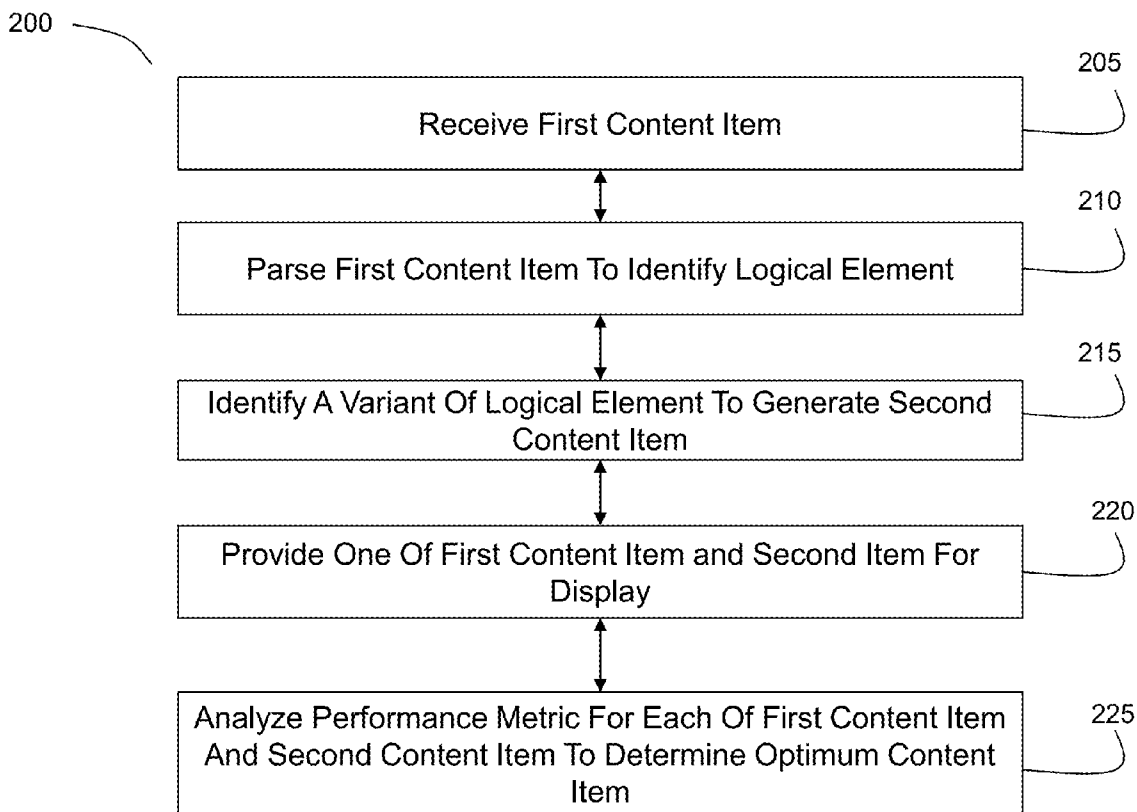 200
205
Receive First Content Item
210
Parse First Content Item To Identify Logical Element
215
Identify A Variant Of Logical Element To Generate Second
Content Item
220
Provide One Of First Content Item and Second Item For
Display
225
Analyze Performance Metric For Each Of First Content Item
And Second Content Item To Determine Optimum Content
Item